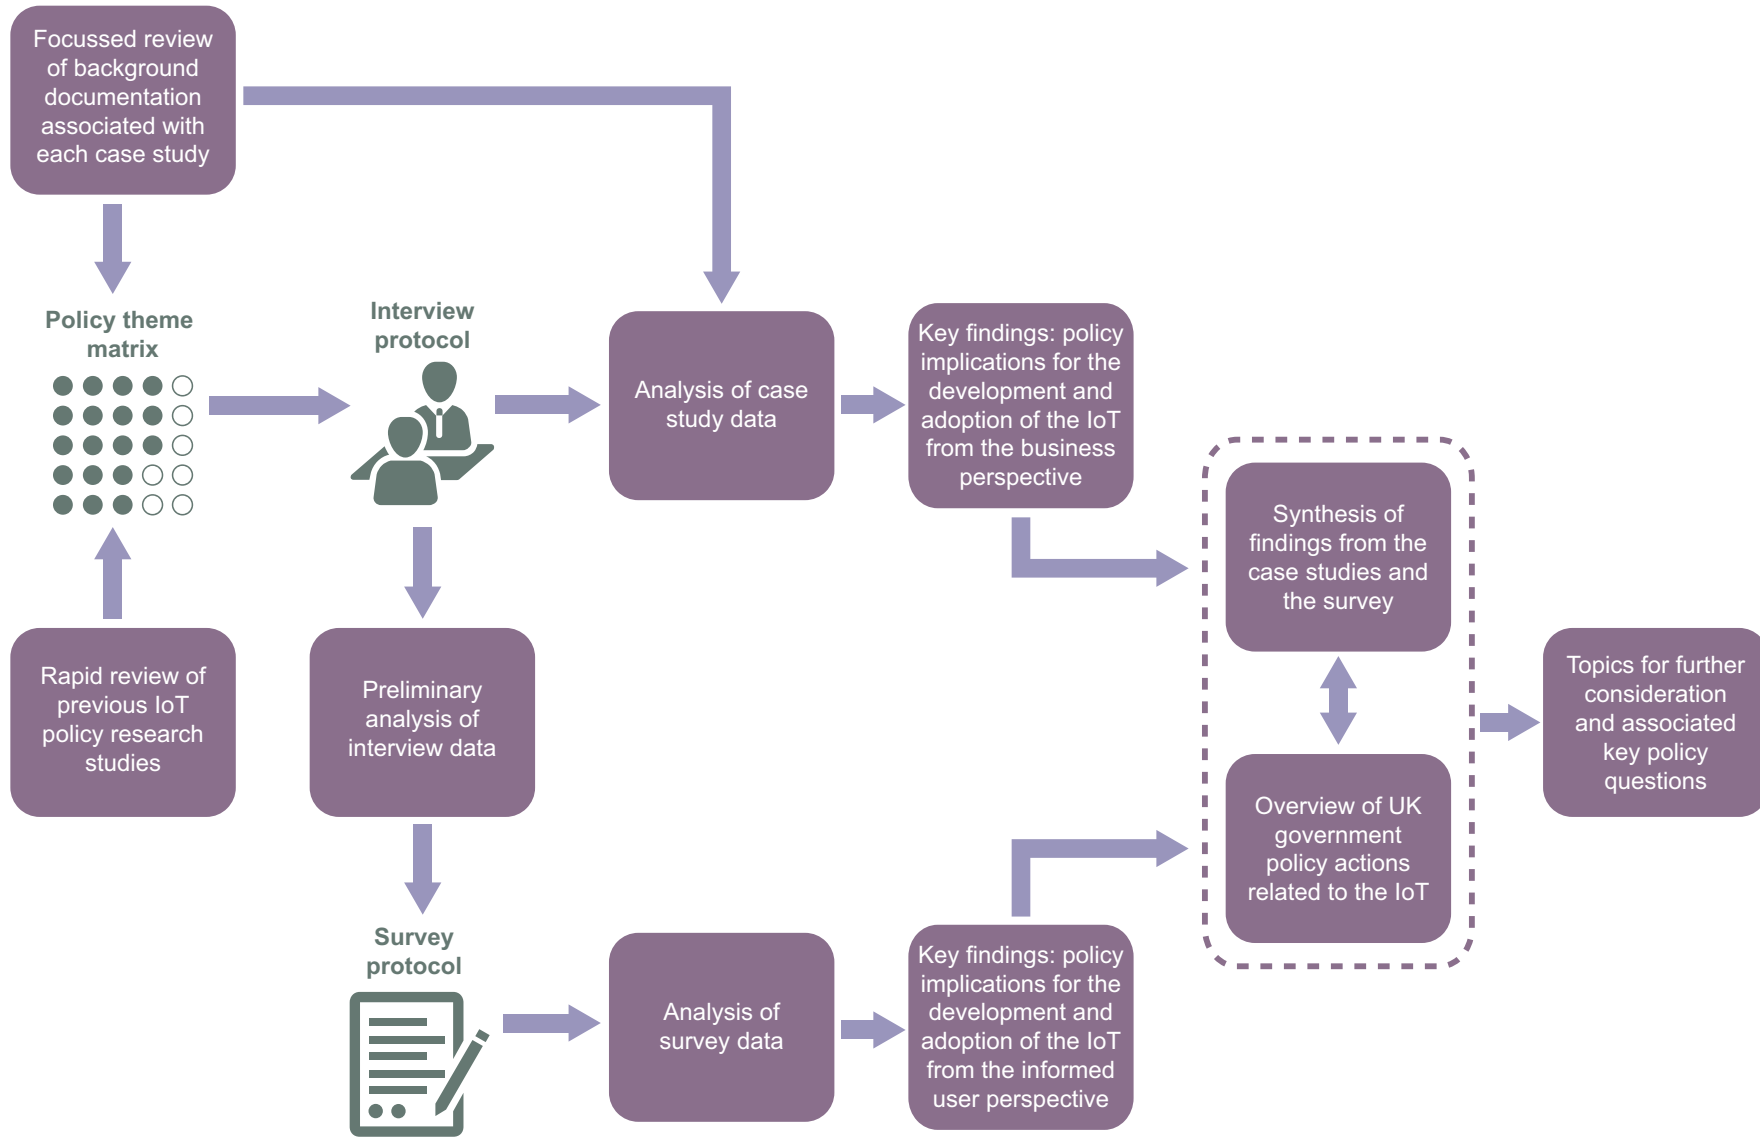 Focussed review
of background
documentation
associated with
each case study
Policy theme
matrix
Interview
protocol
Analysis of case
study data
Key findings: policy
implications for the
development and
adoption of the IoT
from the business
perspective
Synthesis of
findings from the
case studies and
the survey
Rapid review of
previous IoT
policy research
studies
Preliminary
analysis of
interview data
Topics for further
consideration
and associated
key policy
questions
Overview of UK
government
policy actions
related to the IoT
Survey
protocol
Analysis of
survey data
Key findings: policy
implications for the
development and
adoption of the IoT
from the informed
user perspective